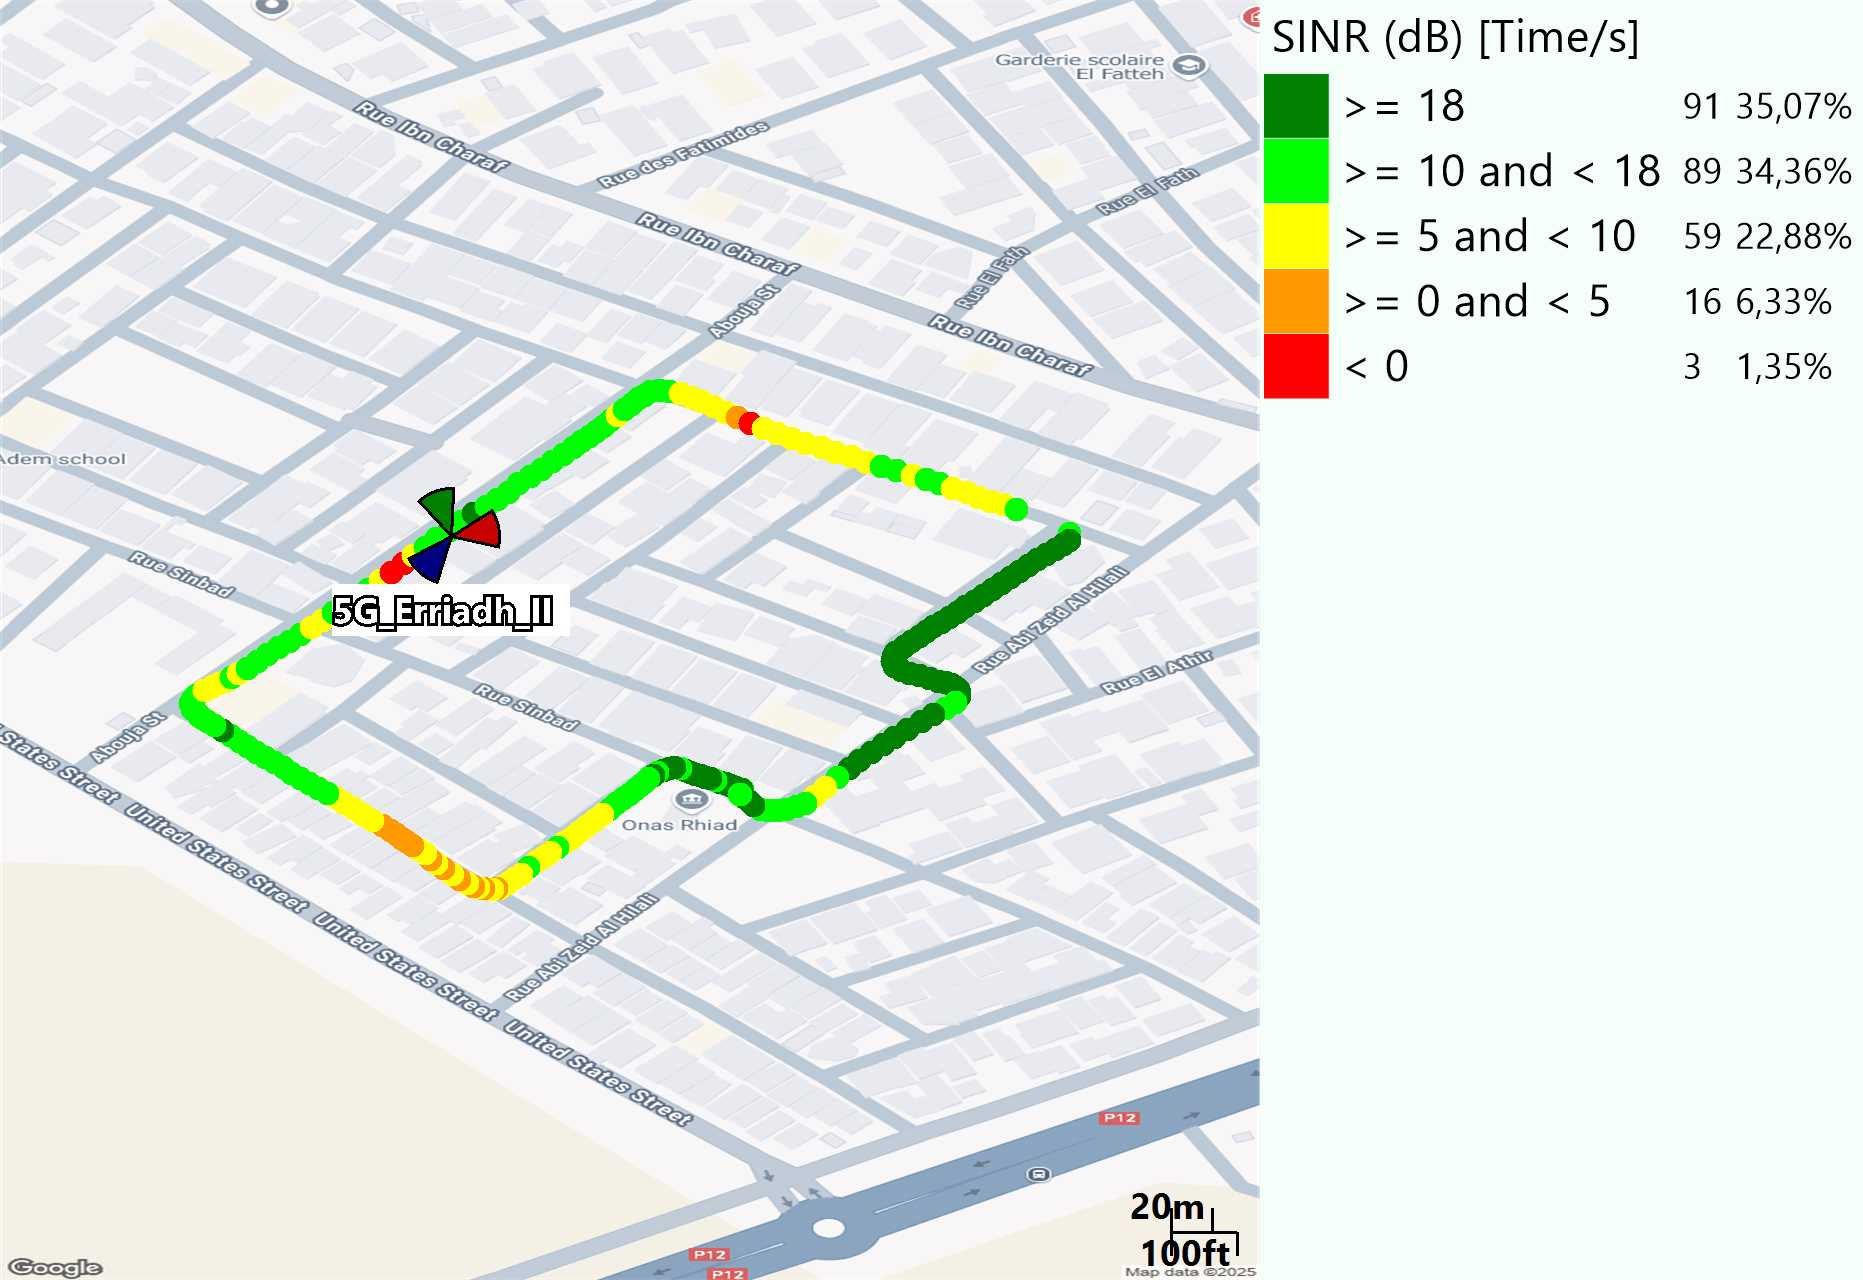 SINR (dB) [Time/s]
>= 18 91 35,07%
>= 10 and < 18 89 34,36%
>= 5 and < 10 59 22,88%
>= 0 and < 5 16 6,33%
< 0 3 1,35%
Garderie scolaire
El Fatteh
Rue Ibn Charaf
Rue des Fatimides
Rue El Fath
Rue Ibn Charaf
Rue El Fath
Abouja St
Rue Ibn Charaf
Adem school
Rue Sinbad
5G_Erriadh_II
Rue Abi Zeid Al Hilali
Rue El Athir
Rue Sinbad
Abouja St
States Street
United States Street
Onas Rhiad
United States Street
Rue Abi Zeid Al Hilali
United States Street
P12
20m
100ft
P12
P12
Google
Map data ©2025